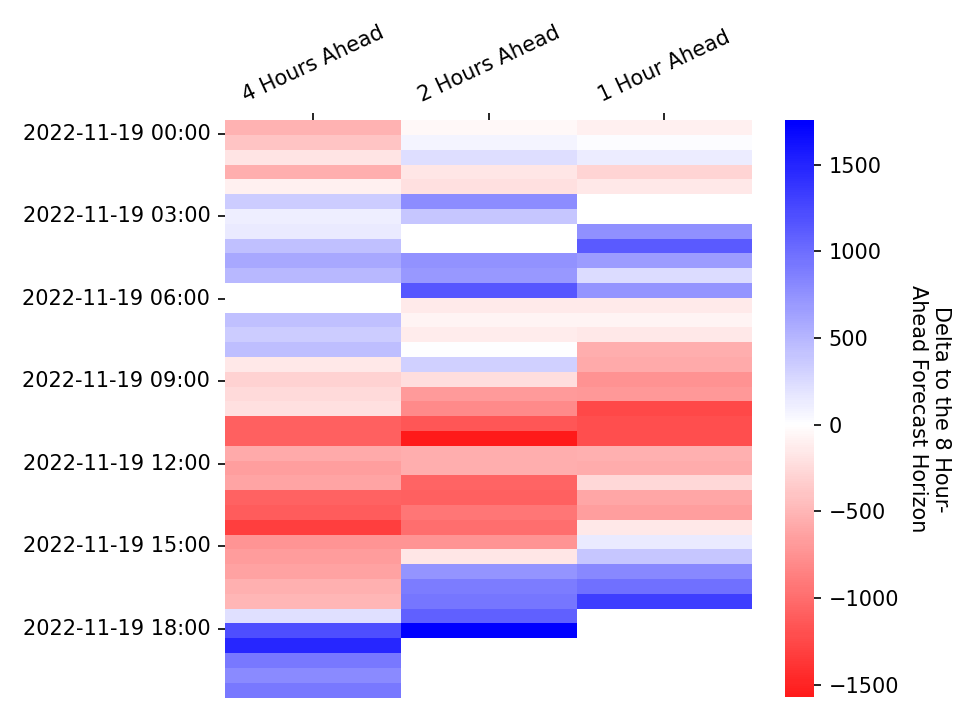 4 Hours Ahead
2 Hours Ahead
1 Hour Ahead
2022-11-19 00:00
2022-11-19 03:00
2022-11-19 06:00
2022-11-19 09:00
2022-11-19 12:00
2022-11-19 15:00
2022-11-19 18:00
1500
1000
500
0
−500
−1000
−1500
Delta to the 8 Hour-
Ahead Forecast Horizon